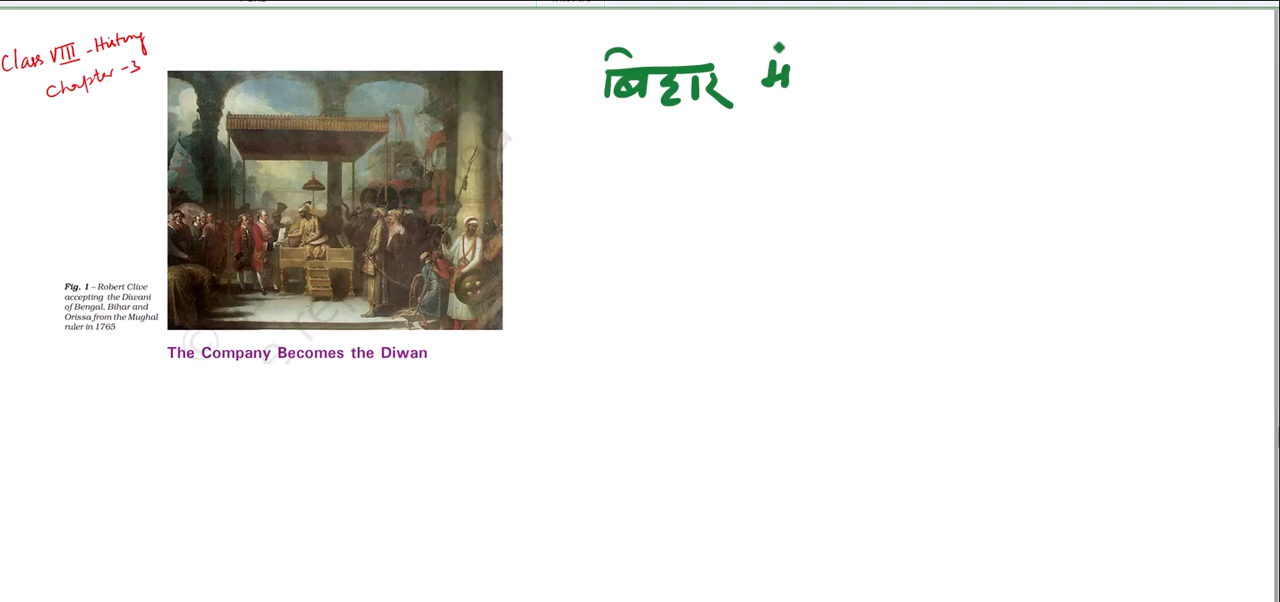 Class VIII - History
Chapter - 3
बिहार मं
Fig. 1 – Robert Clive
accepting the Diwani
of Bengal, Bihar and
Orissa from the Mughal
ruler in 1765
The Company Becomes the Diwan